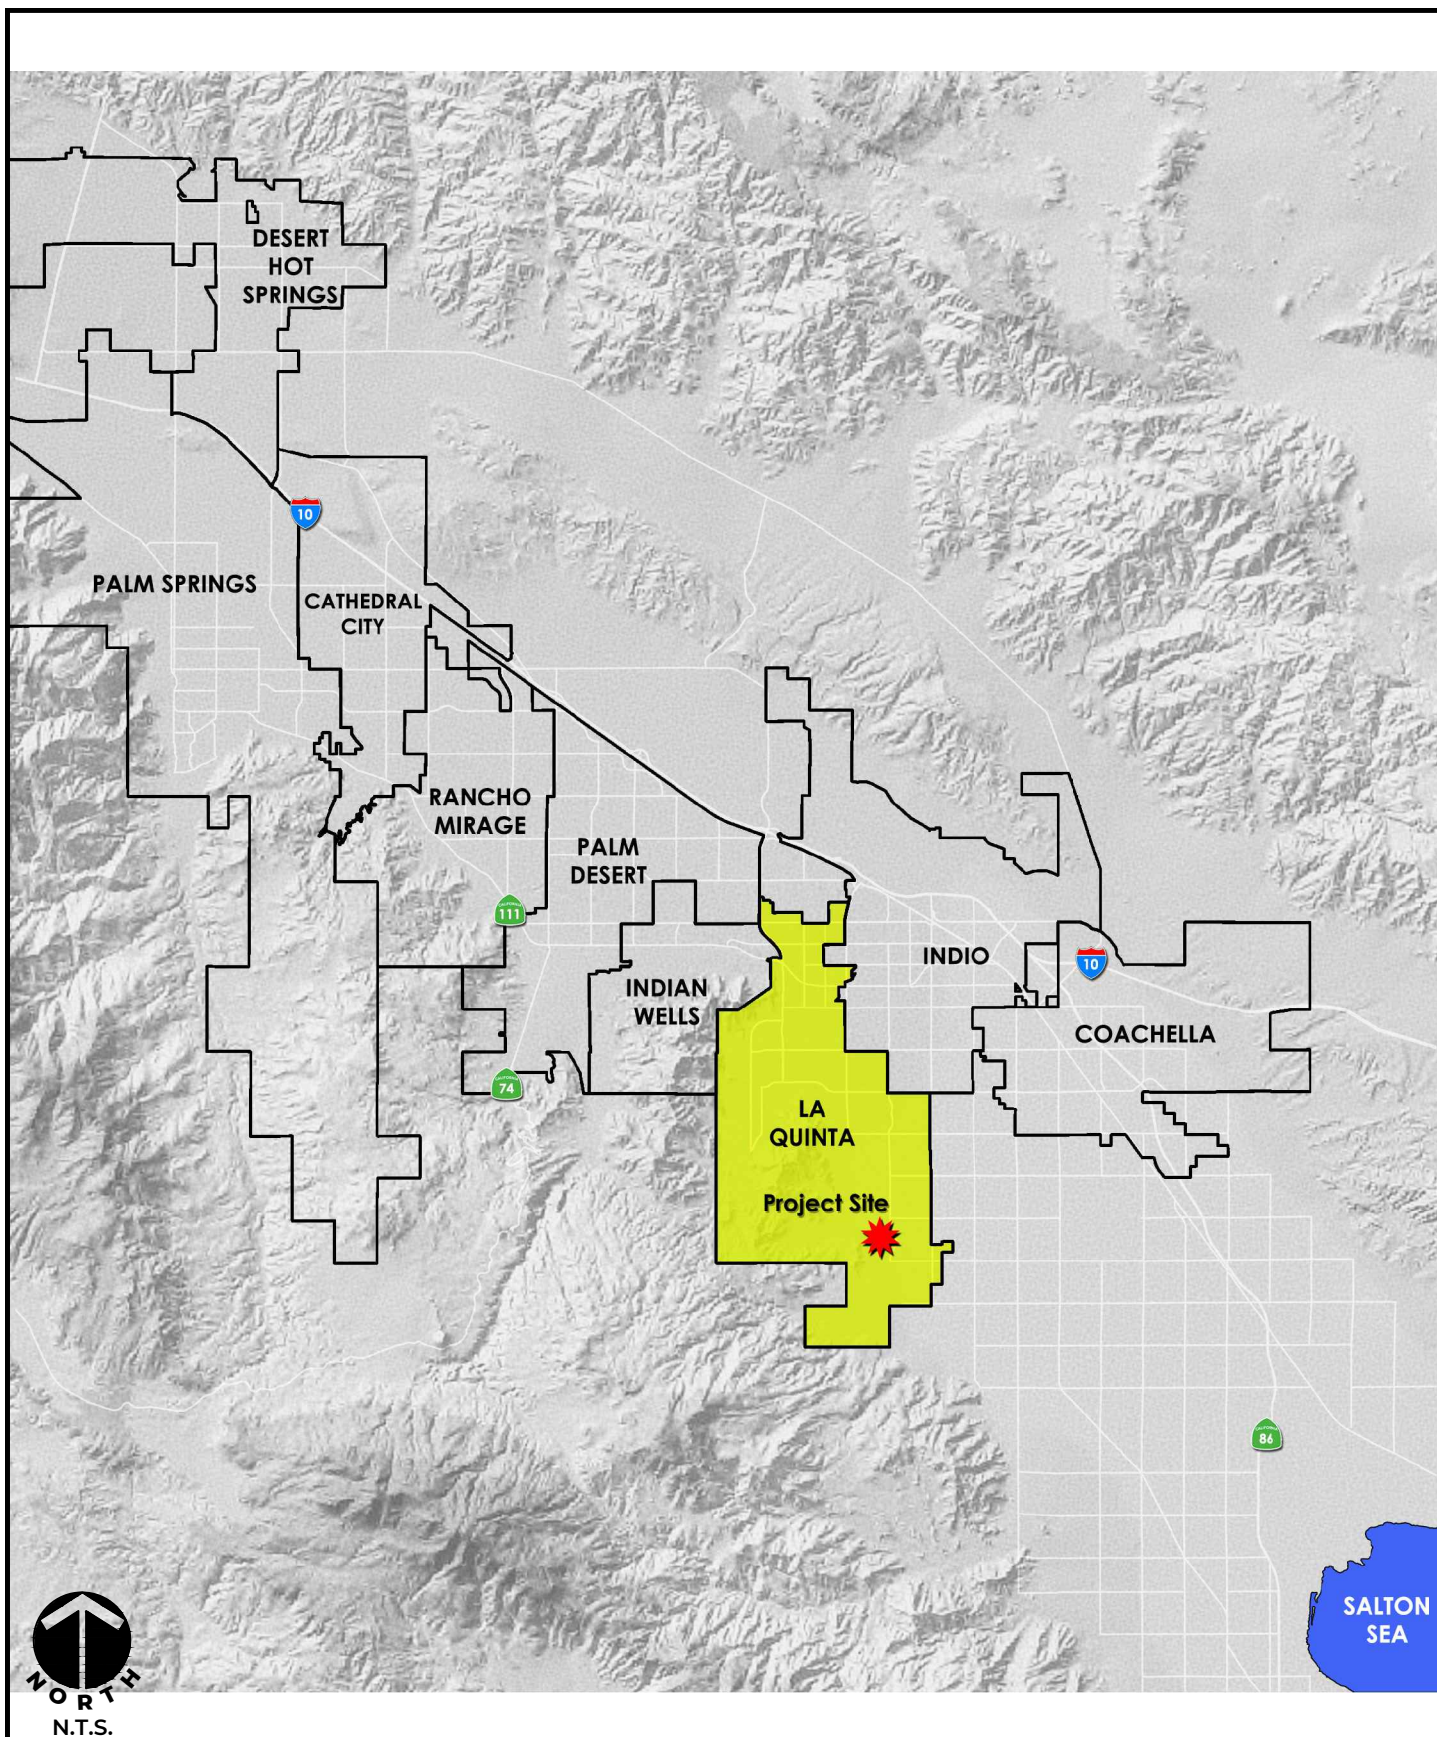 DESERT
HOT
SPRINGS
10
PALM SPRINGS
CATHEDRAL
CITY
RANCHO
MIRAGE
PALM
DESERT
111
INDIO
10
INDIAN
WELLS
COACHELLA
74
LA
QUINTA
Project Site
86
SALTON
SEA
NORTH
N.T.S.